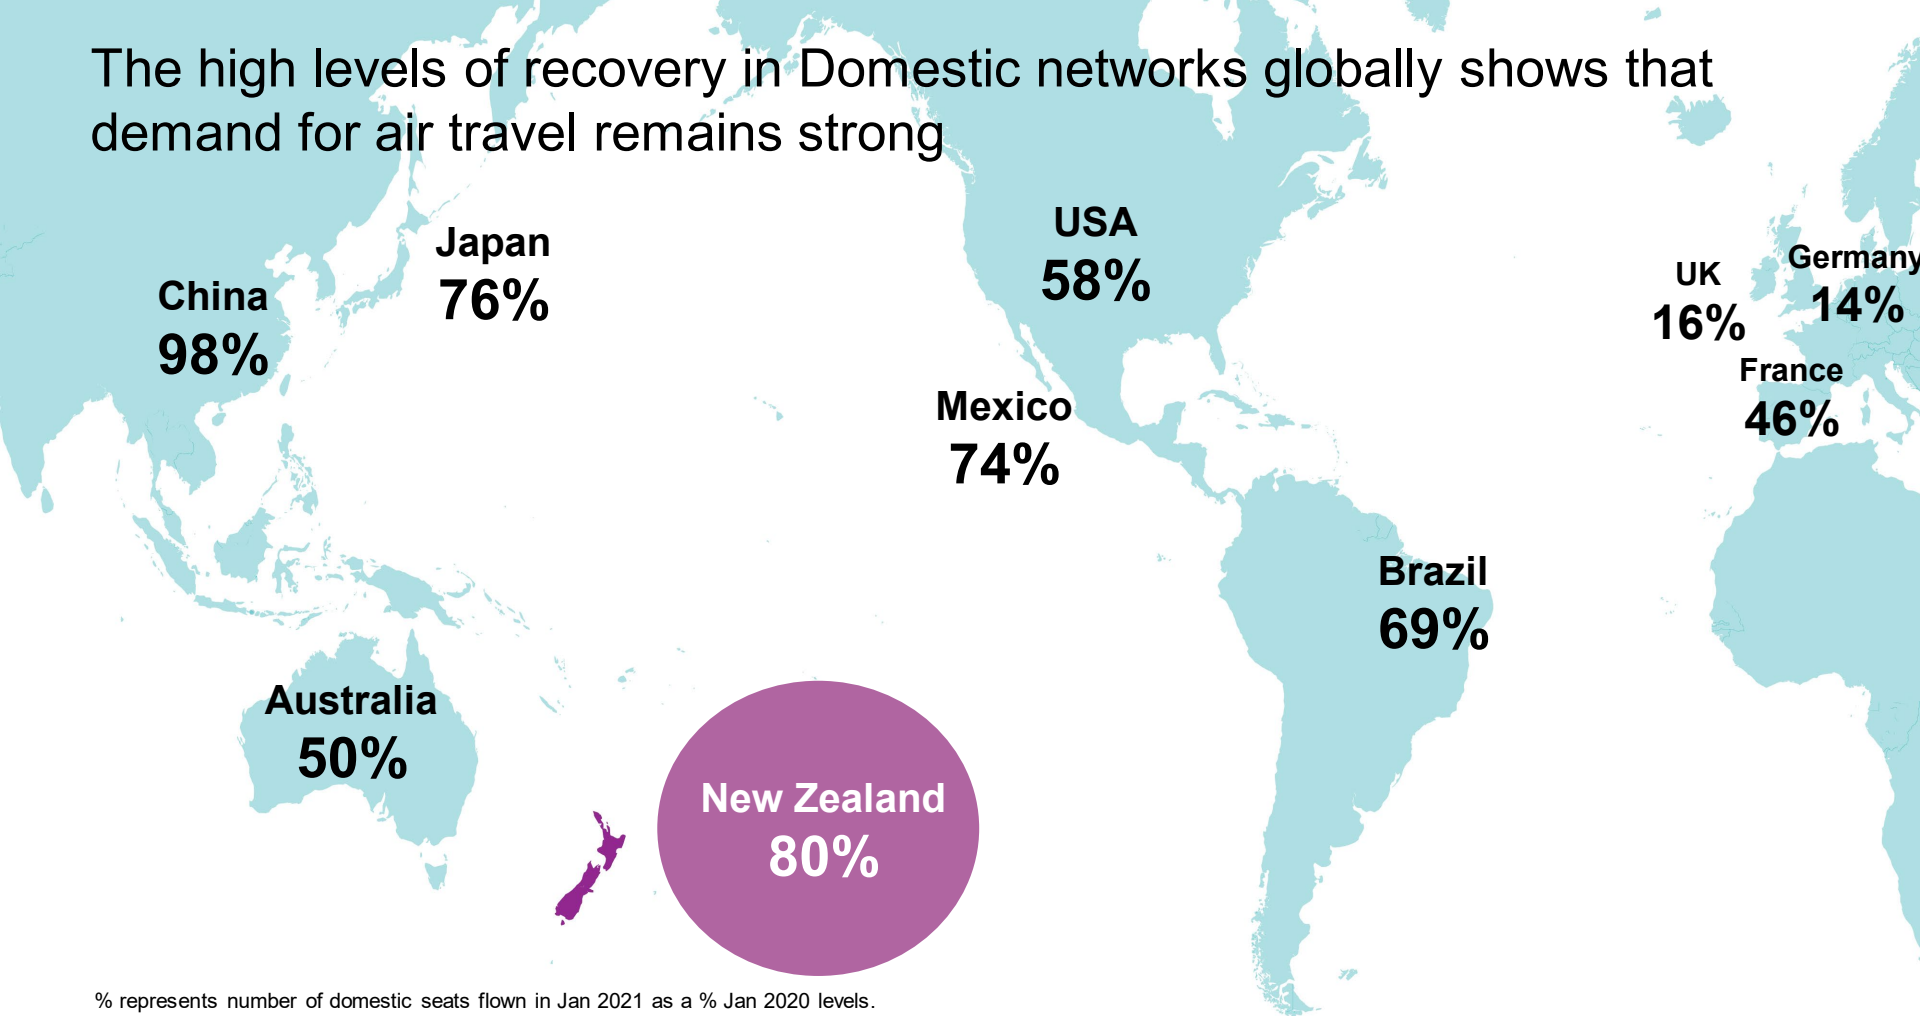 The high levels of recovery in Domestic networks globally shows that
demand for air travel remains strong
Japan
76%
China
98%
USA
58%
UK
16%
Germany
14%
France
46%
Mexico
74%
Brazil
69%
Australia
50%
New Zealand
80%
% represents number of domestic seats flown in Jan 2021 as a % Jan 2020 levels.